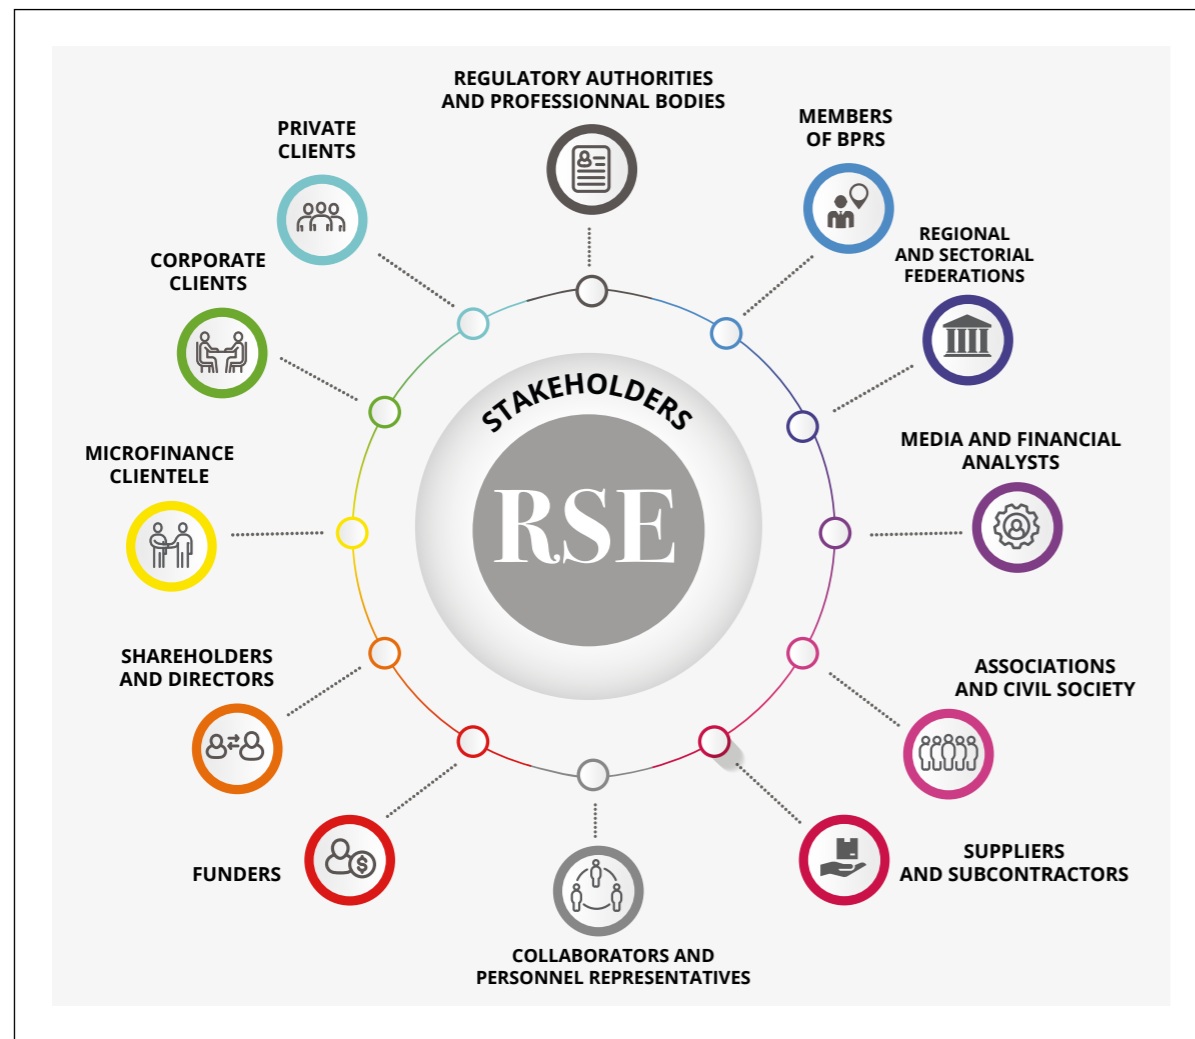 REGULATORY AUTHORITIES
AND PROFESSIONNAL BODIES
MEMBERS
OF BPRS
REGIONAL
AND SECTORIAL
FEDERATIONS
MEDIA AND FINANCIAL
ANALYSTS
ASSOCIATIONS
AND CIVIL SOCIETY
SUPPLIERS
AND SUBCONTRACTORS
COLLABORATORS AND
PERSONNEL REPRESENTATIVES
FUNDERS
SHAREHOLDERS
AND DIRECTORS
MICROFINANCE
CLIENTELE
CORPORATE
CLIENTS
PRIVATE
CLIENTS
STAKEHOLDERS
RSE
$